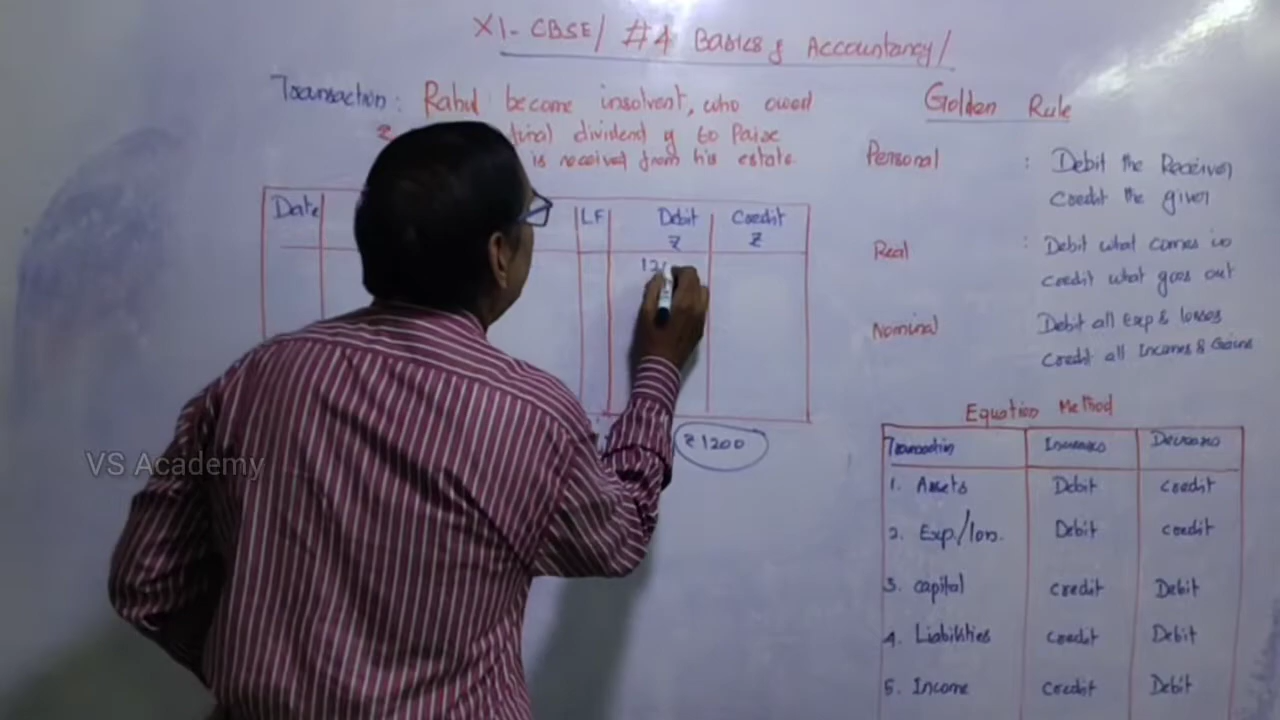 XI- CBSE/ #4 Basics of Accountancy/
Transaction: Rahul become insolvent, who owed
₹ final dividend of 60 Paise
is received from his estate.
Date LF Debit ₹ Credit ₹
12
₹1200
Golden Rule
Personal : Debit the Receiver
Credit the giver
Real : Debit what comes in
Credit what goes out
Nominal Debit all Exp & losses
Credit all Incomes & Gains
Equation Method
Transaction Increases Decreases
1. Assets Debit Credit
2. Exp./loss. Debit credit
3. capital credit Debit
4. Liabilities credit Debit
5. Income credit Debit
VS Academy